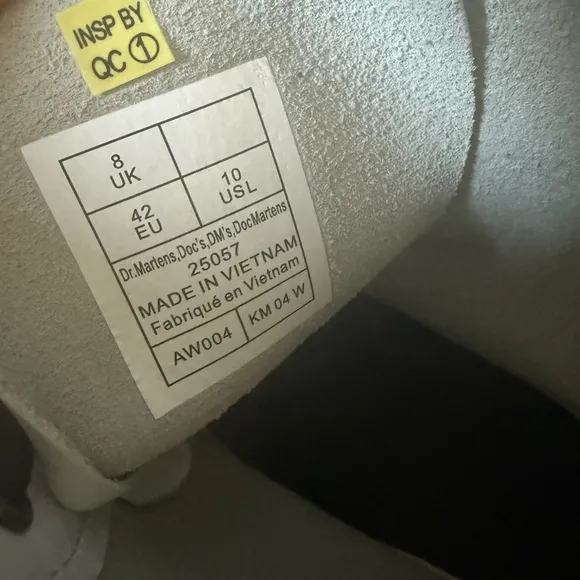 INSP BY
QC 1
8
UK
42
EU
10
USL
Dr.Martens,Doc's,DM's,DocMartens
25057
MADE IN VIETNAM
Fabriqué en Vietnam
AW004
KM 04 W